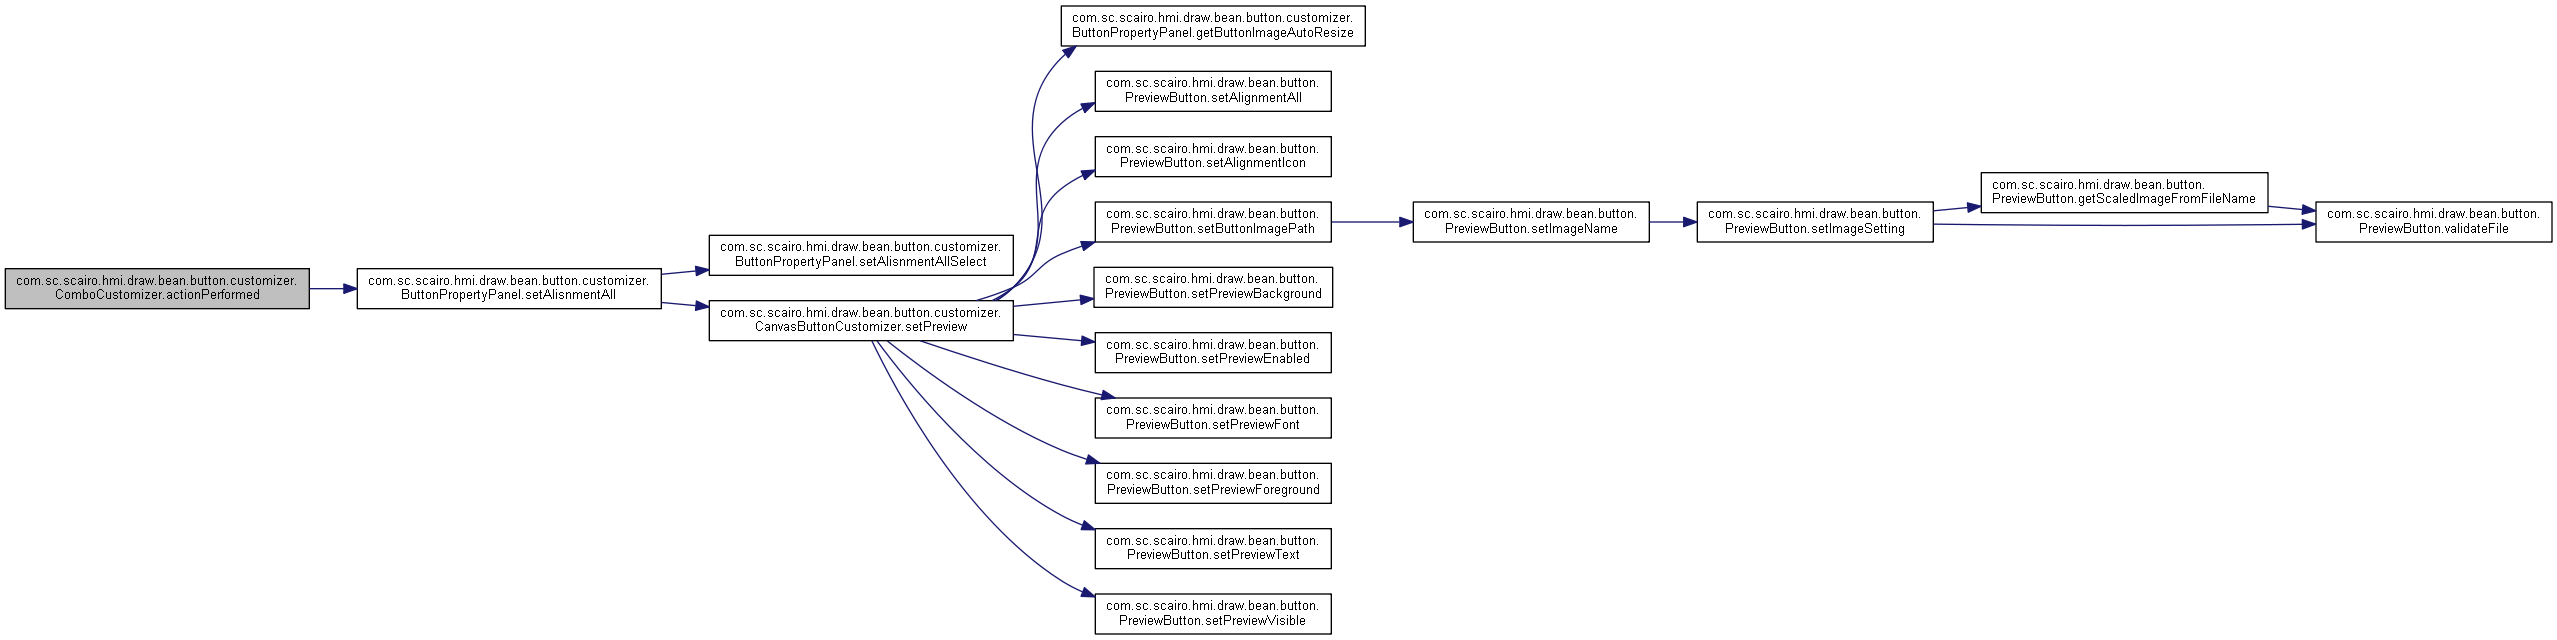 com.sc.scairo.hmi.draw.bean.button.customizer.
ComboCustomizer.actionPerformed
com.sc.scairo.hmi.draw.bean.button.customizer.
ButtonPropertyPanel.setAlisnmentAll
com.sc.scairo.hmi.draw.bean.button.customizer.
ButtonPropertyPanel.setAlisnmentAllSelect
com.sc.scairo.hmi.draw.bean.button.customizer.
CanvasButtonCustomizer.setPreview
com.sc.scairo.hmi.draw.bean.button.customizer.
ButtonPropertyPanel.getButtonImageAutoResize
com.sc.scairo.hmi.draw.bean.button.
PreviewButton.setAlignmentAll
com.sc.scairo.hmi.draw.bean.button.
PreviewButton.setAlignmentIcon
com.sc.scairo.hmi.draw.bean.button.
PreviewButton.setButtonImagePath
com.sc.scairo.hmi.draw.bean.button.
PreviewButton.setPreviewBackground
com.sc.scairo.hmi.draw.bean.button.
PreviewButton.setPreviewEnabled
com.sc.scairo.hmi.draw.bean.button.
PreviewButton.setPreviewFont
com.sc.scairo.hmi.draw.bean.button.
PreviewButton.setPreviewForeground
com.sc.scairo.hmi.draw.bean.button.
PreviewButton.setPreviewText
com.sc.scairo.hmi.draw.bean.button.
PreviewButton.setPreviewVisible
com.sc.scairo.hmi.draw.bean.button.
PreviewButton.setImageName
com.sc.scairo.hmi.draw.bean.button.
PreviewButton.setImageSetting
com.sc.scairo.hmi.draw.bean.button.
PreviewButton.getScaledImageFromFileName
com.sc.scairo.hmi.draw.bean.button.
PreviewButton.validateFile